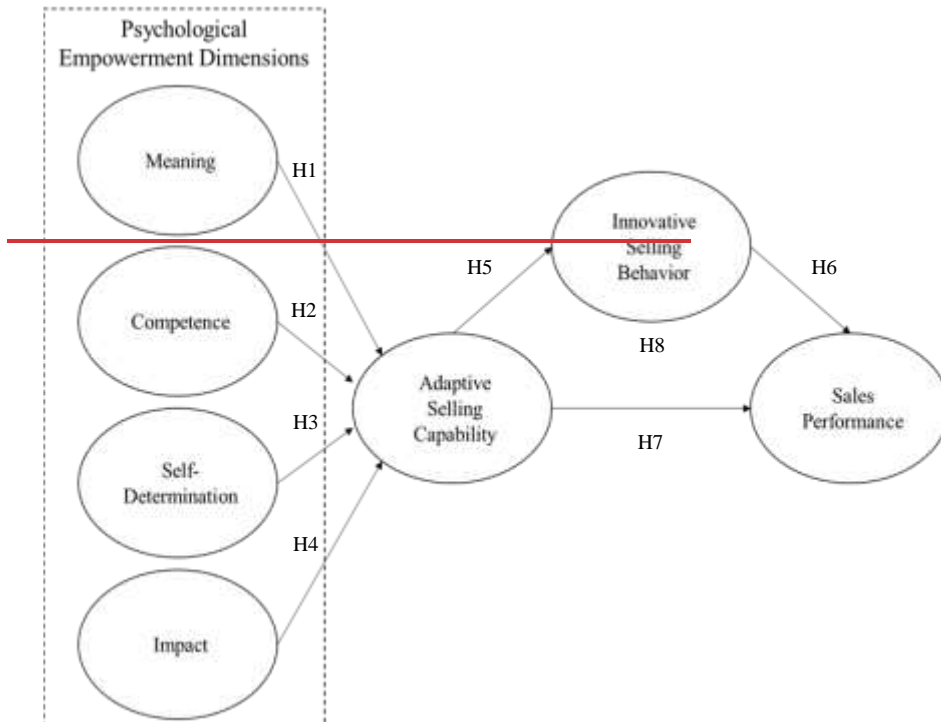 Psychological
Empowerment Dimensions
Meaning
H1
Competence
H2
Self-
Determination
H3
Impact
H4
Adaptive
Selling
Capability
H5
Innovative
Selling
Behavior
H6
H8
H7
Sales
Performance